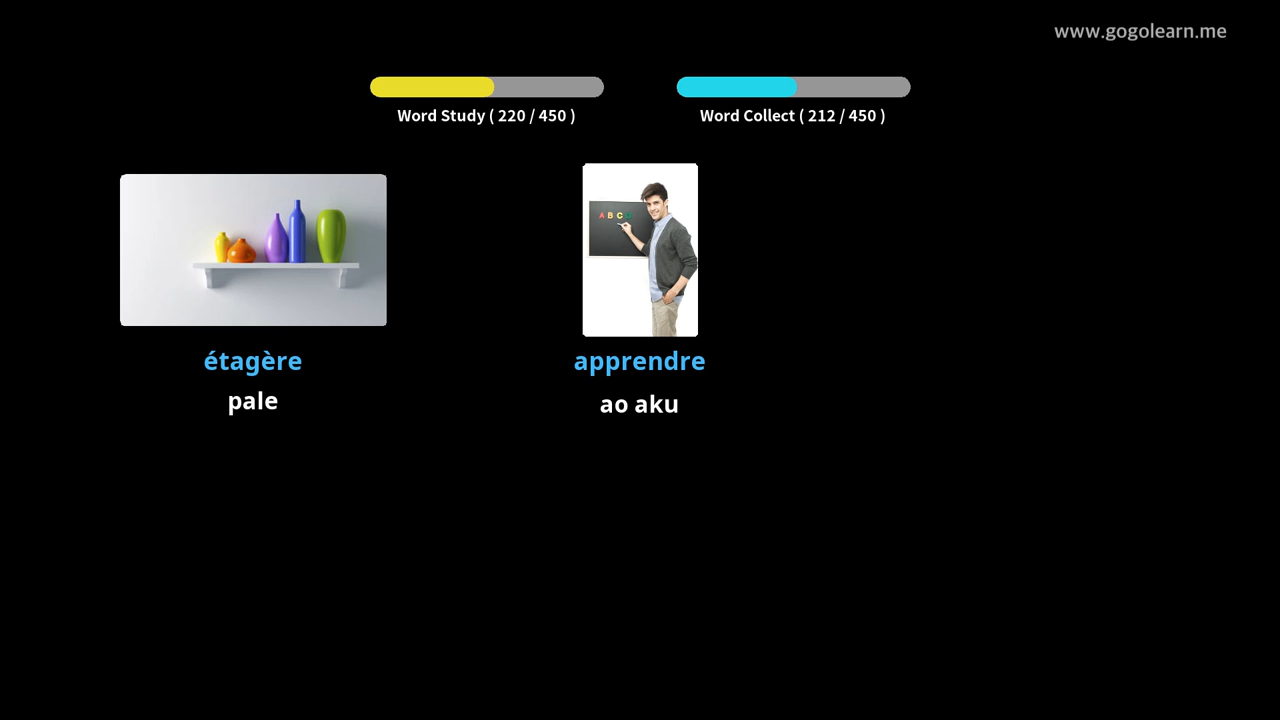 www.gogolearn.me
Word Study ( 220 / 450 )
Word Collect ( 212 / 450 )
A B C D
étagère
pale
apprendre
ao aku